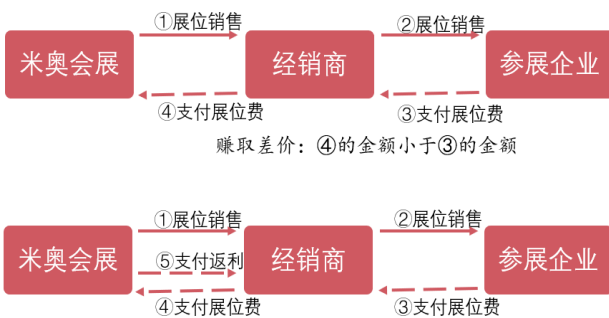 ①展位销售
②展位销售
米奥会展
经销商
参展企业
④支付展位费
③支付展位费
赚取差价：④的金额小于③的金额
①展位销售
②展位销售
米奥会展
⑤支付返利
经销商
参展企业
④支付展位费
③支付展位费